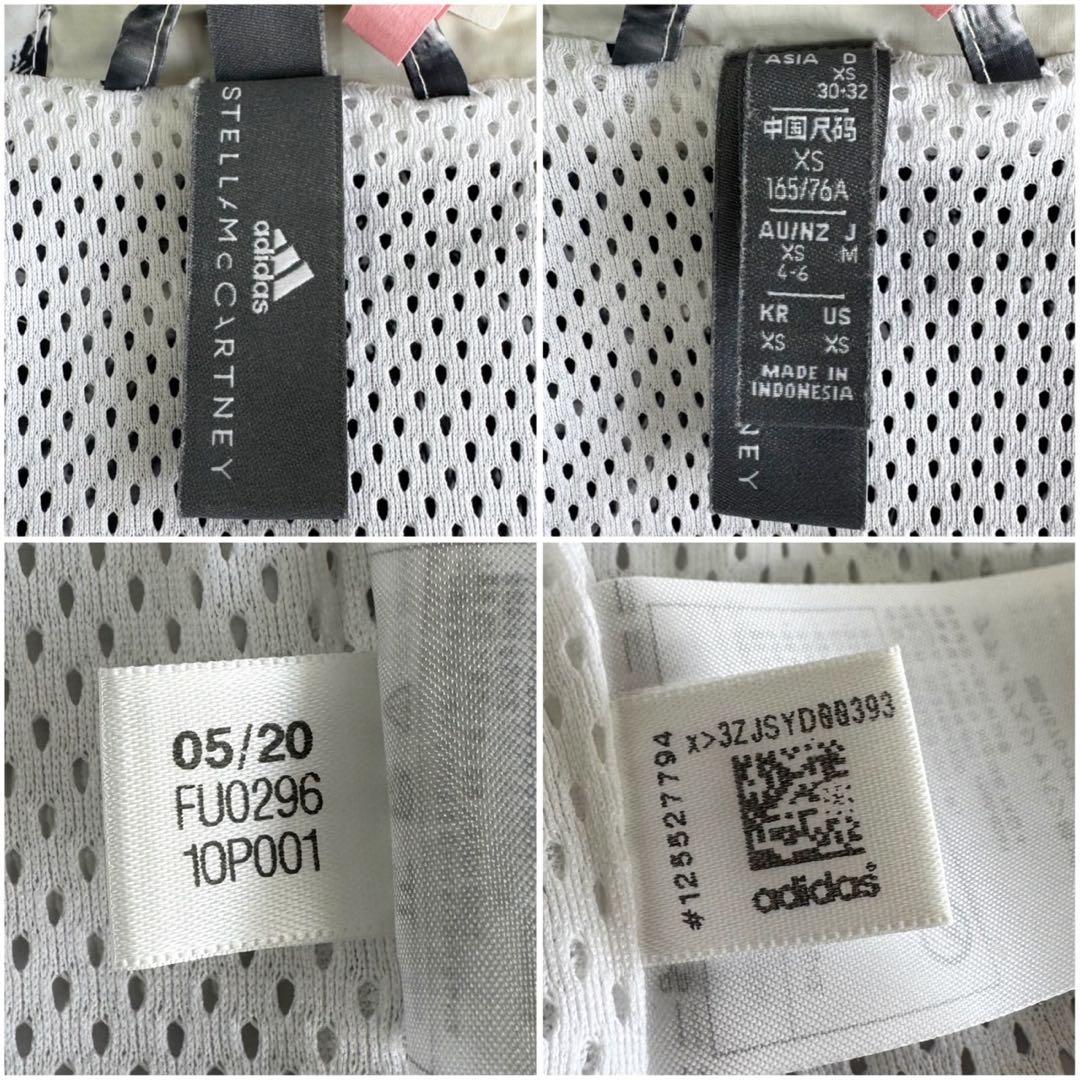 STELLAMCCARTNEY
adidas
ASIA D
XS
30-32
中国尺码
XS
165/76A
AU/NZ J
XS M
4-6
KR US
XS XS
MADE IN
INDONESIA
NEY
05/20
FU0296
10P001
x>3ZJSYD00393
#125527794
adidas